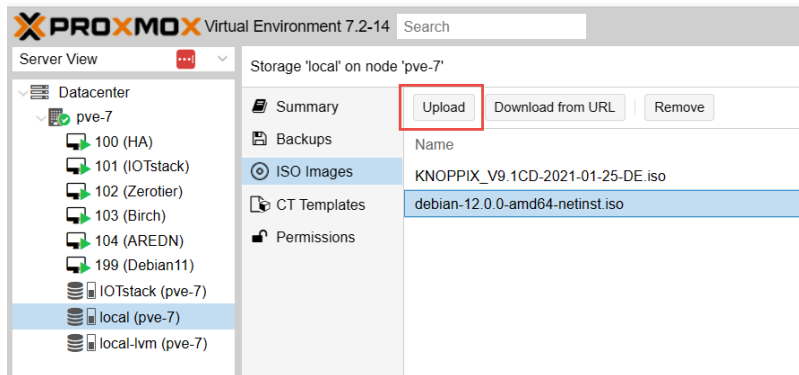 PROXMOX Virtual Environment 7.2-14 Search
Server View
Storage 'local' on node 'pve-7'
Datacenter
pve-7
100 (HA)
101 (IOTstack)
102 (Zerotier)
103 (Birch)
104 (AREDN)
199 (Debian11)
IOTstack (pve-7)
local (pve-7)
local-lvm (pve-7)
Summary
Backups
ISO Images
CT Templates
Permissions
Upload Download from URL Remove
Name
KNOPPIX_V9.1CD-2021-01-25-DE.iso
debian-12.0.0-amd64-netinst.iso